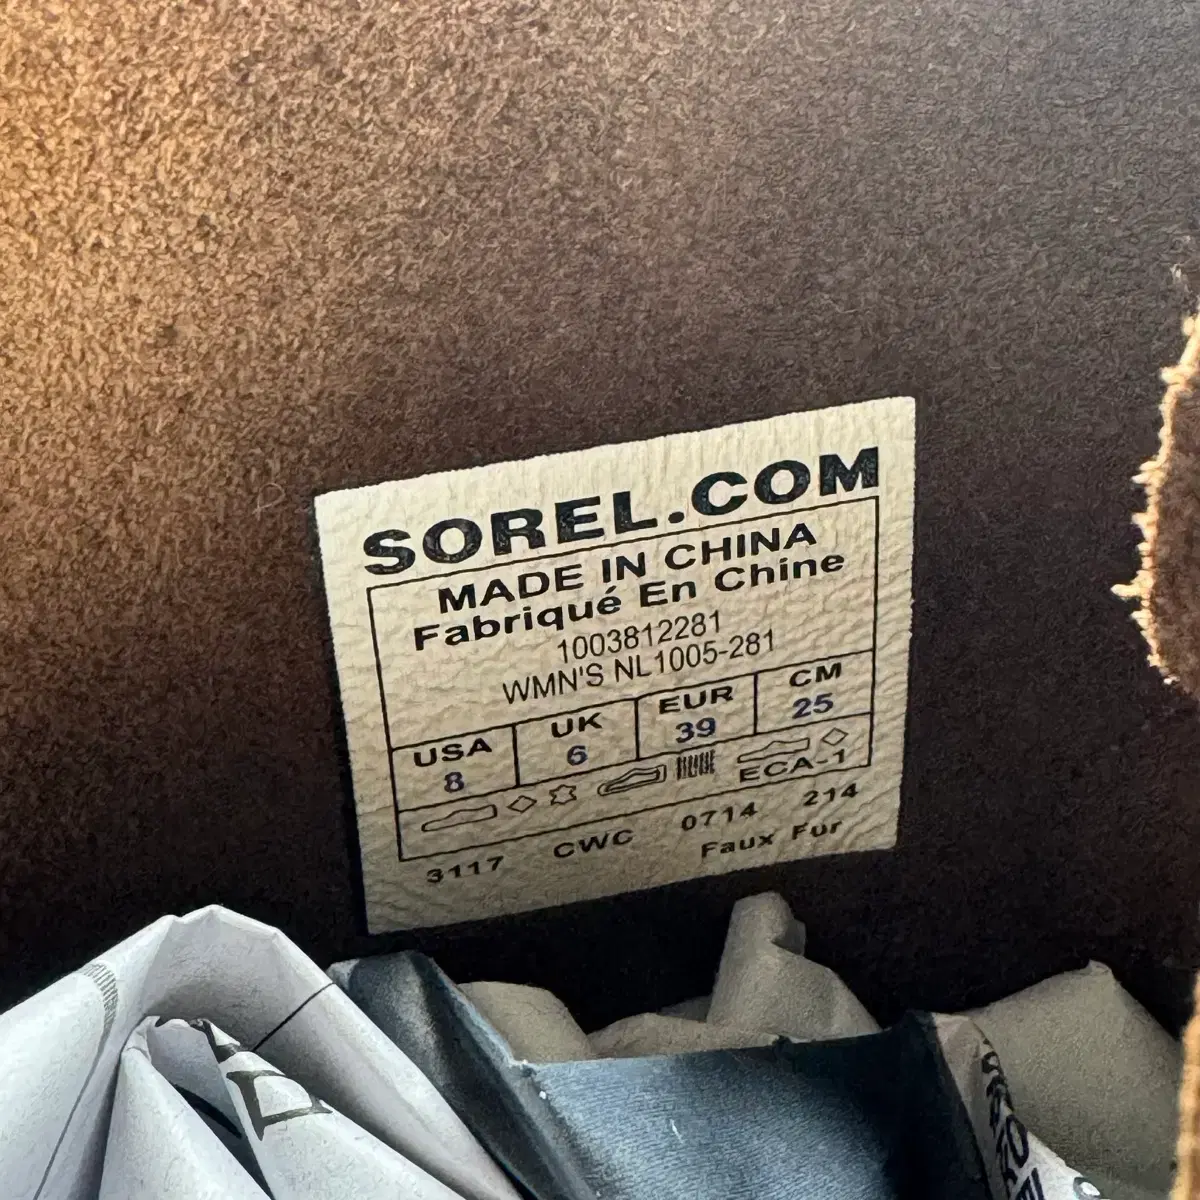 SOREL.COM
MADE IN CHINA
Fabriqué En Chine
1003812281
WMN'S NL1005-281
USA UK EUR CM
8 6 39 25
ECA-1
3117 CWC 0714 214
Faux Fur